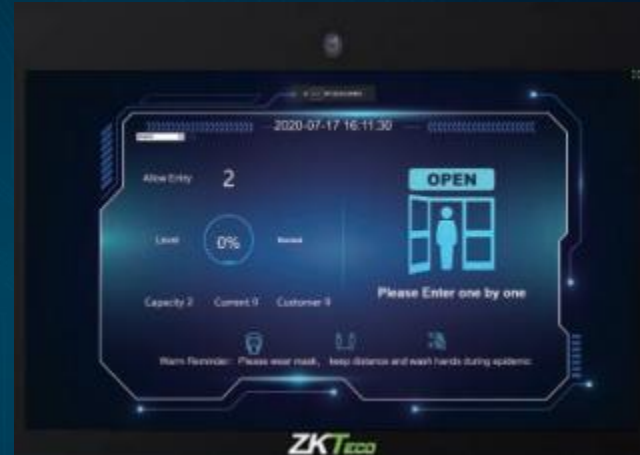 2020-07-17 16:11:30
Allow Entry 2
OPEN
Level 0%
Please Enter one by one
Capacity 2 Current 0 Customer 0
Warm Reminder: Please wear mask, keep distance and wash hands during epidemic
ZKTeco